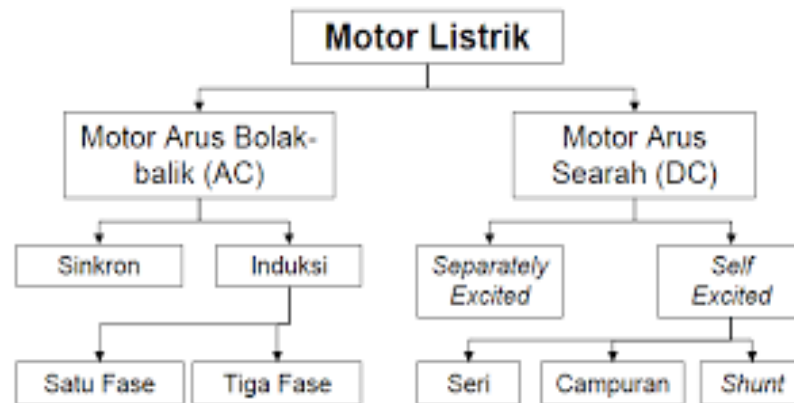 Motor Listrik
Motor Arus Bolak-
balik (AC)
Motor Arus
Searah (DC)
Sinkron
Induksi
Separately
Excited
Self
Excited
Satu Fase
Tiga Fase
Seri
Campuran
Shunt